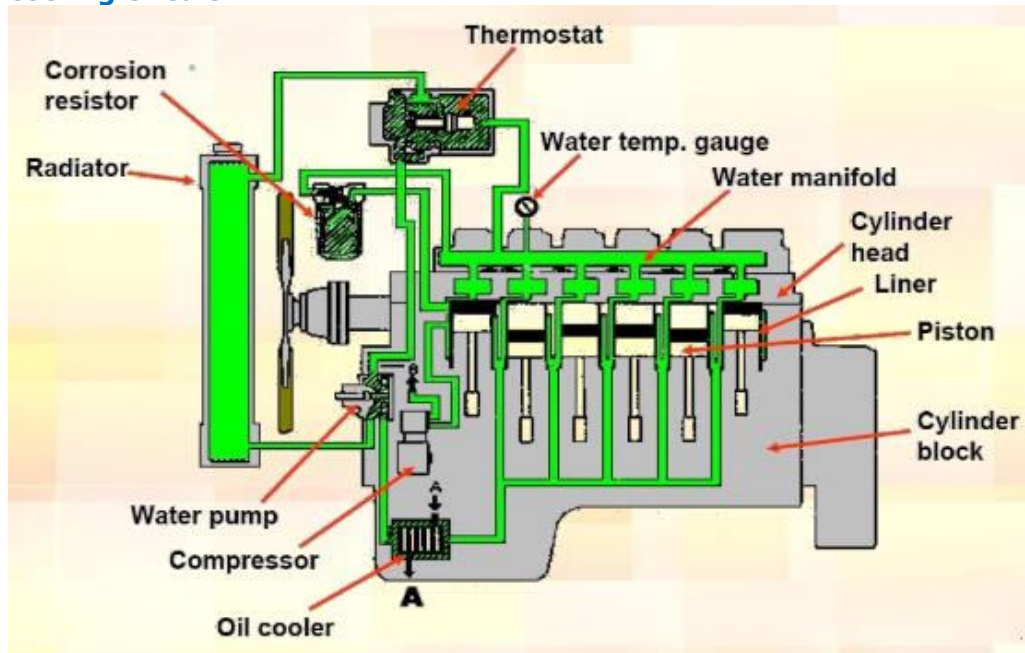 Thermostat
Corrosion
resistor
Water temp. gauge
Radiator
Water manifold
Cylinder
head
Liner
Piston
B
Cylinder
block
A
Water pump
Compressor
A
Oil cooler